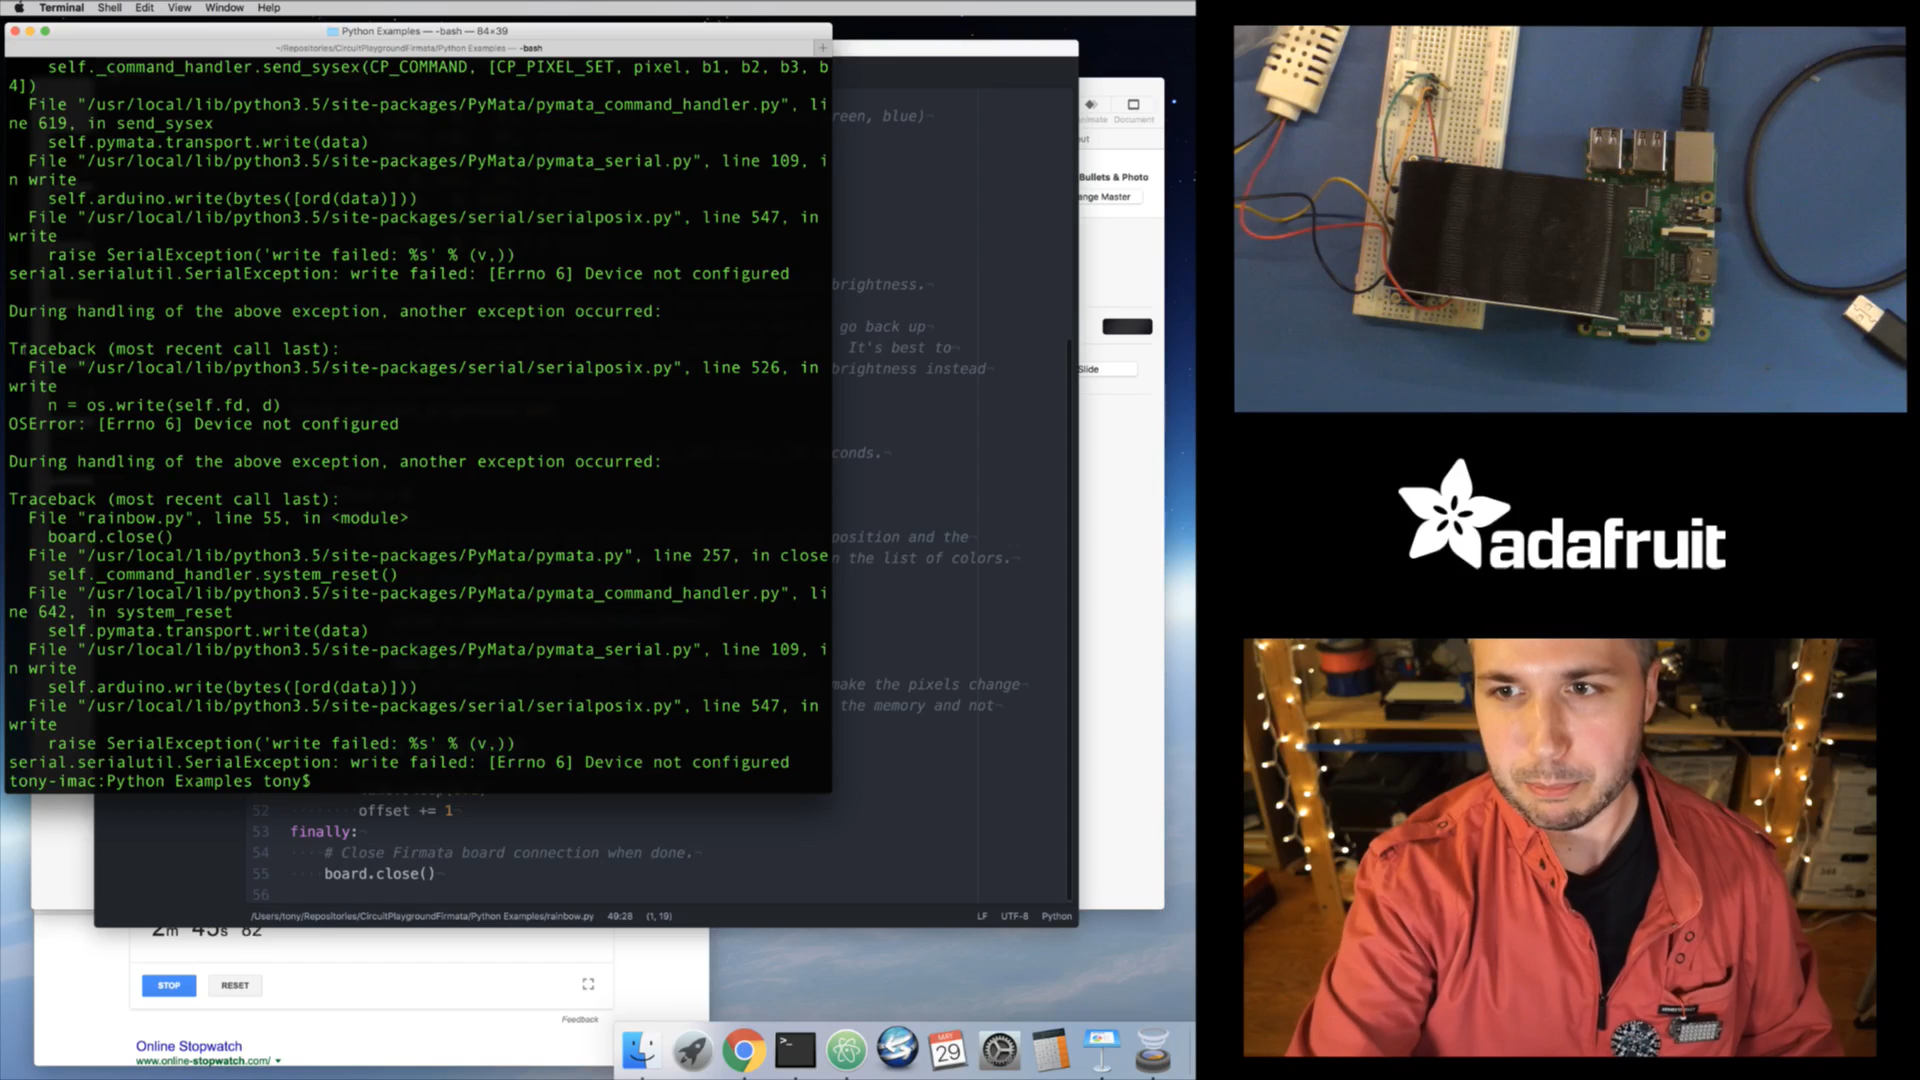 Terminal Shell Edit View Window Help
Python Examples — -bash — 84×39
~/Repositories/CircuitPlaygroundFirmata/Python Examples — -bash
self._command_handler.send_sysex(CP_COMMAND, [CP_PIXEL_SET, pixel, b1, b2, b3, b
4])
File "/usr/local/lib/python3.5/site-packages/PyMata/pymata_command_handler.py", li
ne 619, in send_sysex
self.pymata.transport.write(data)
File "/usr/local/lib/python3.5/site-packages/PyMata/pymata_serial.py", line 109, i
n write
self.arduino.write(bytes([ord(data)]))
File "/usr/local/lib/python3.5/site-packages/serial/serialposix.py", line 547, in
write
raise SerialException('write failed: %s' % (v,))
serial.serialutil.SerialException: write failed: [Errno 6] Device not configured
During handling of the above exception, another exception occurred:
Traceback (most recent call last):
File "/usr/local/lib/python3.5/site-packages/serial/serialposix.py", line 526, in
write
n = os.write(self.fd, d)
OSError: [Errno 6] Device not configured
During handling of the above exception, another exception occurred:
Traceback (most recent call last):
File "rainbow.py", line 55, in <module>
board.close()
File "/usr/local/lib/python3.5/site-packages/PyMata/pymata.py", line 257, in close
self._command_handler.system_reset()
File "/usr/local/lib/python3.5/site-packages/PyMata/pymata_command_handler.py", li
ne 642, in system_reset
self.pymata.transport.write(data)
File "/usr/local/lib/python3.5/site-packages/PyMata/pymata_serial.py", line 109, i
n write
self.arduino.write(bytes([ord(data)]))
File "/usr/local/lib/python3.5/site-packages/serial/serialposix.py", line 547, in
write
raise SerialException('write failed: %s' % (v,))
serial.serialutil.SerialException: write failed: [Errno 6] Device not configured
tony-imac:Python Examples tony$
reen, blue)
brightness.
go back up
It's best to
brightness instead
conds.
position and the
n the list of colors.
make the pixels change
the memory and not
52 offset += 1
53 finally:
54 # Close Firmata board connection when done.
55 board.close()
56
/Users/tony/Repositories/CircuitPlaygroundFirmata/Python Examples/rainbow.py 49:28 (1, 19) LF UTF-8 Python
nimate Document
Bullets & Photo
ange Master
Slide
2m 45s 82
STOP RESET
Feedback
Online Stopwatch
www.online-stopwatch.com/
MAY
29
adafruit